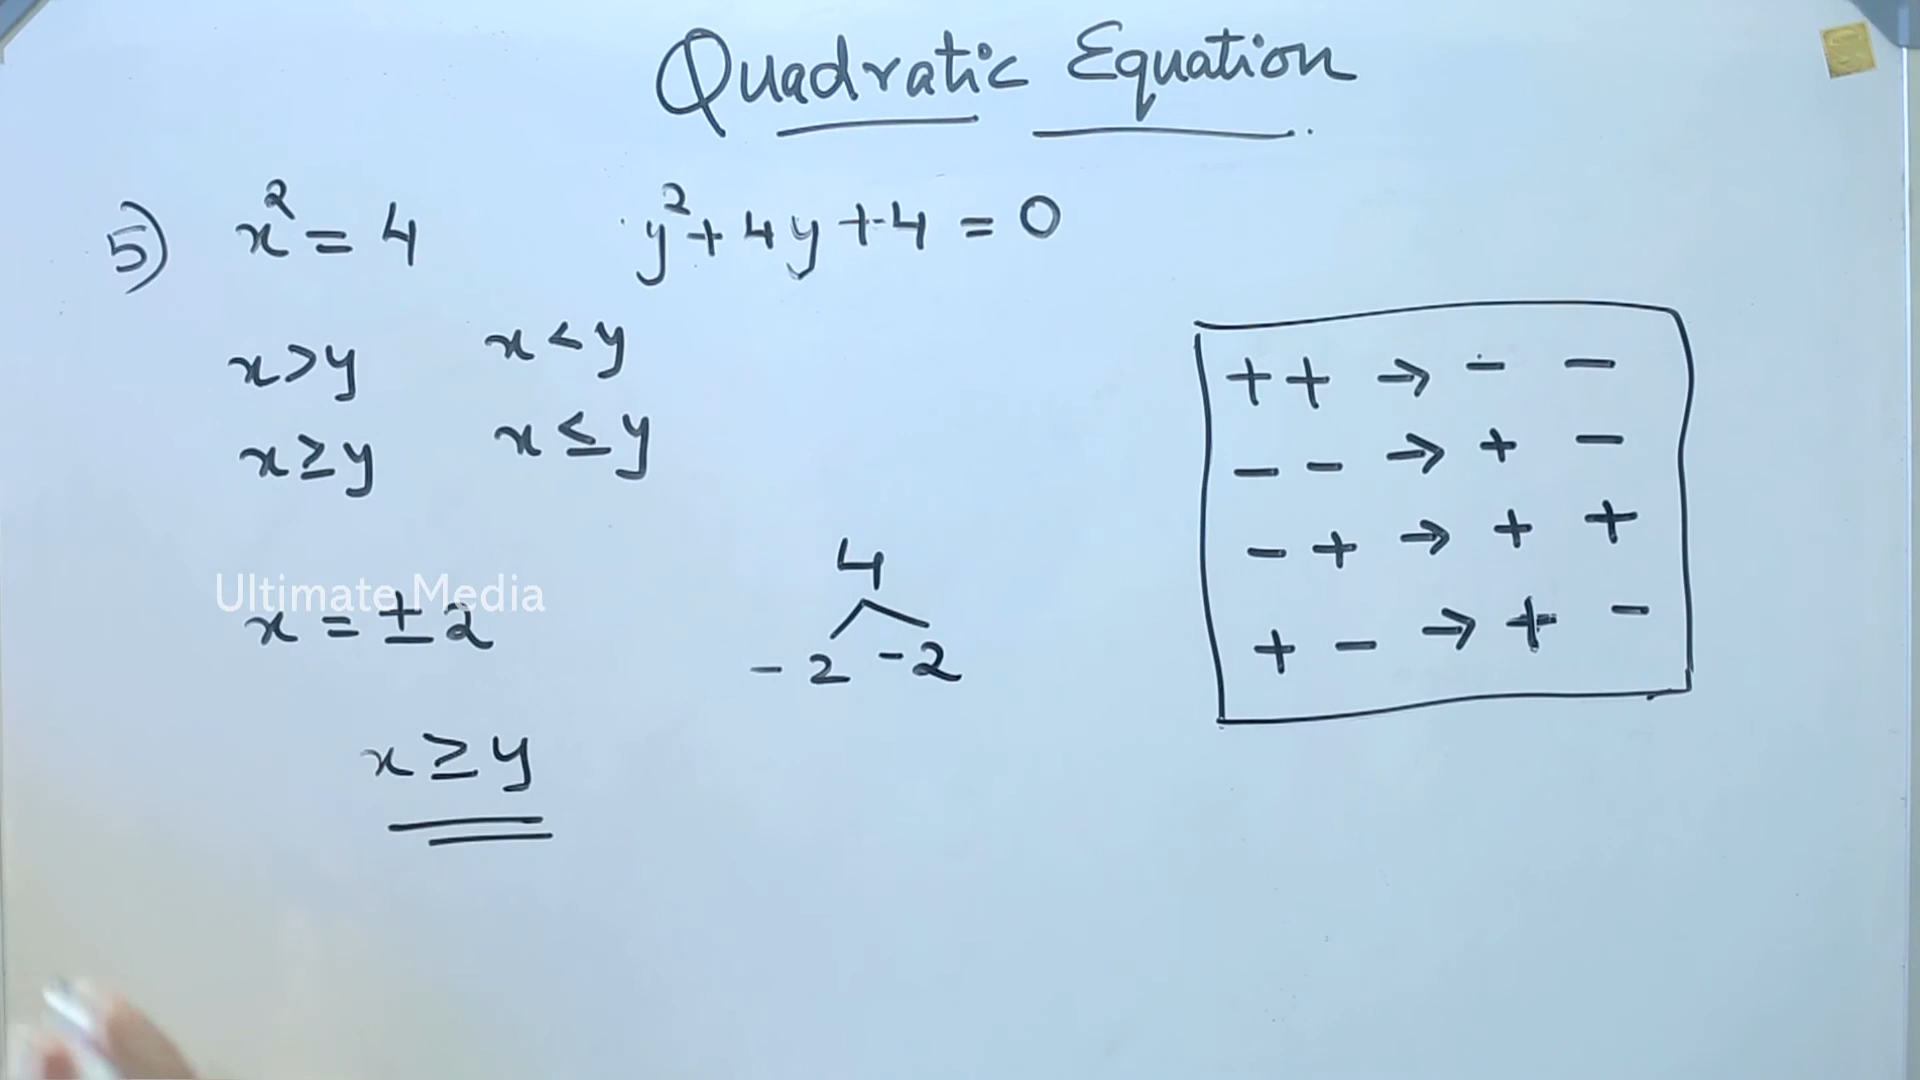 Quadratic Equation
5) x² = 4    y² + 4y + 4 = 0
x > y    x < y
x ≥ y    x ≤ y
+ + → - -
- - → + -
- + → + +
+ - → + -
4
-2 -2
Ultimate Media
x = ± 2
x ≥ y